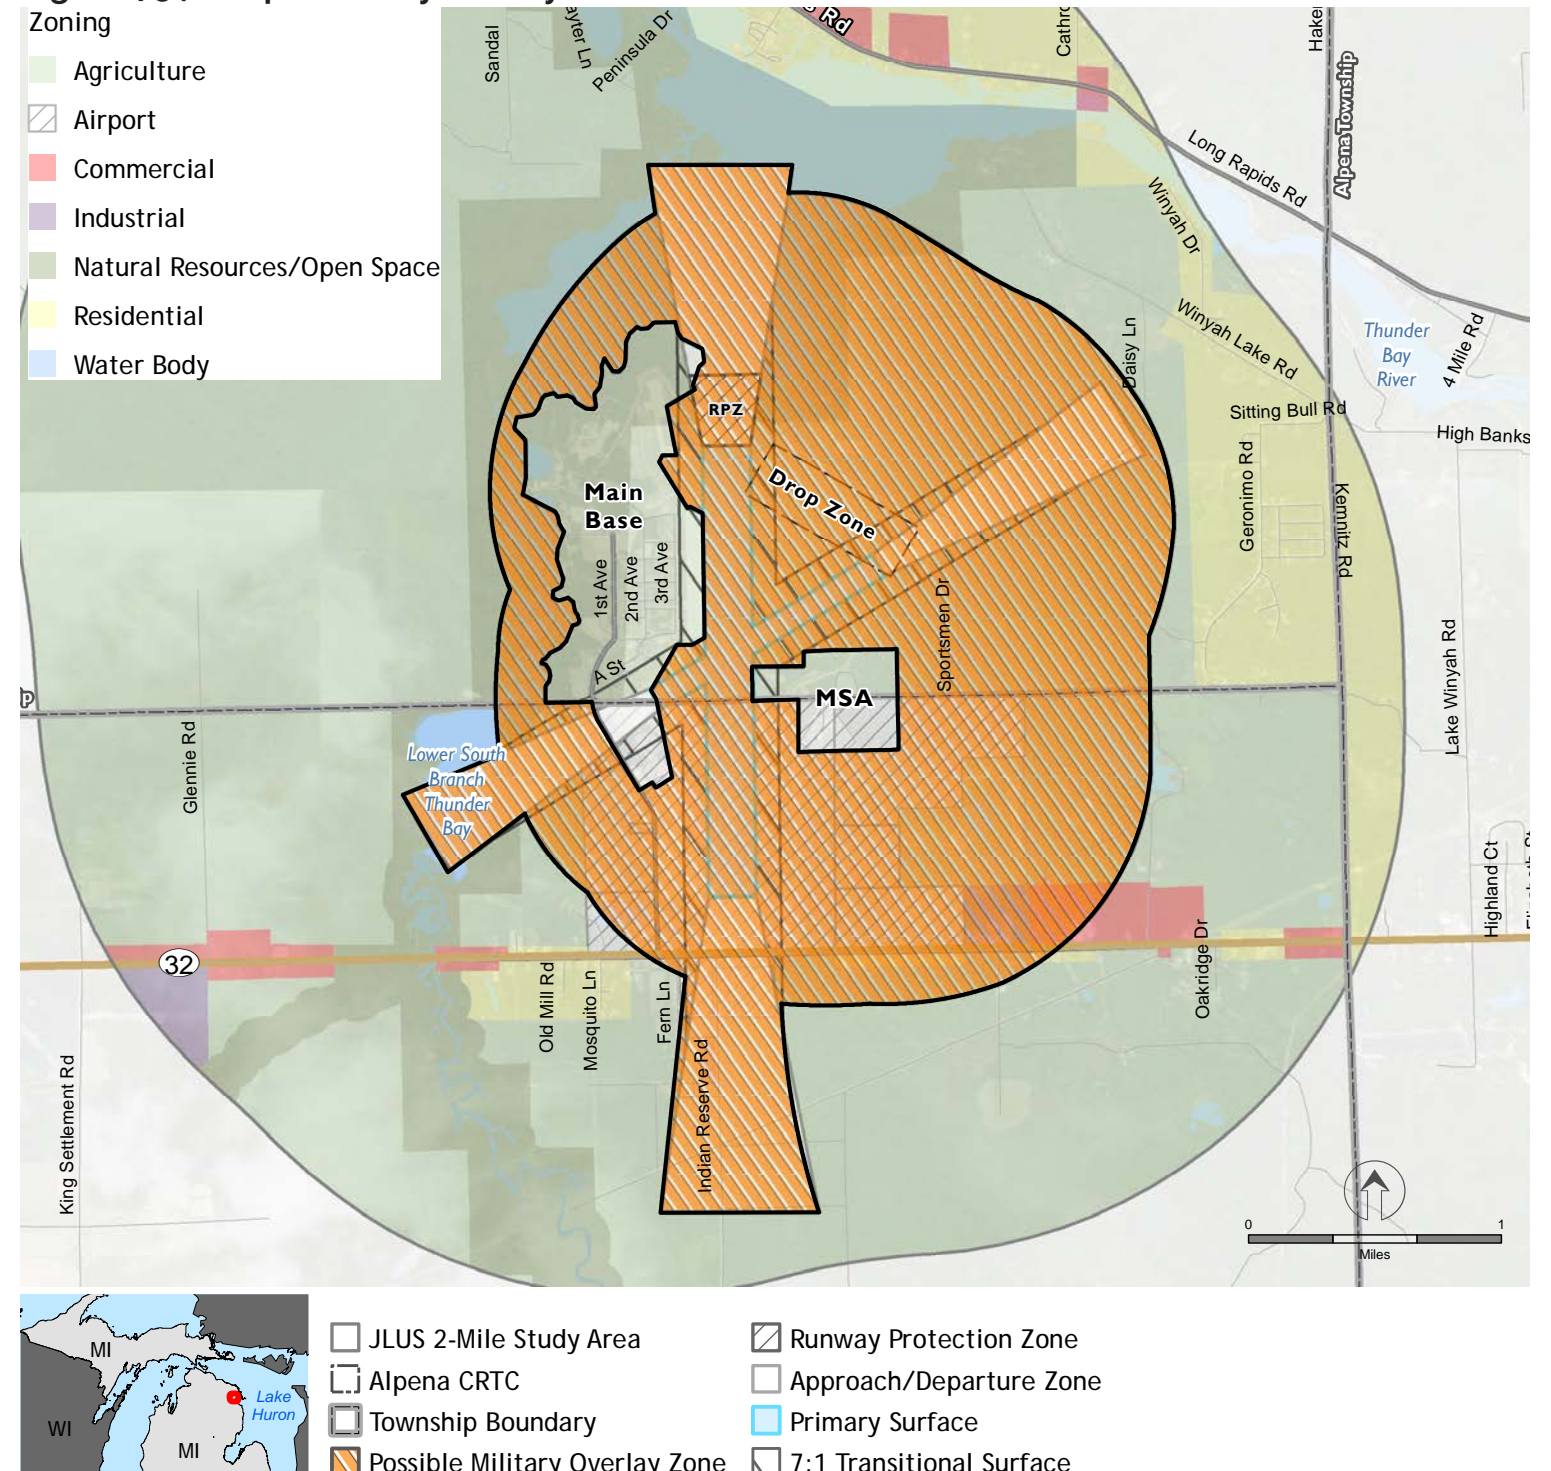 Zoning
Agriculture
Airport
Commercial
Industrial
Natural Resources/Open Space
Residential
Water Body
Sandal
Peninsula Dr
Rd
Alpena Township
Long Rapids Rd
Winyah Dr
Winyah Lake Rd
Daisy Ln
Thunder
Bay
River
4 Mile Rd
Sitting Bull Rd
High Banks
Geronimo Rd
Kemnitz Rd
RPZ
Drop Zone
Main
Base
1st Ave
2nd Ave
3rd Ave
A St
Sportsmen Dr
MSA
Lake Winyah Rd
Glennie Rd
Lower South
Branch
Thunder
Bay
Highland Ct
32
Old Mill Rd
Mosquito Ln
Fern Ln
Indian Reserve Rd
Oakridge Dr
King Settlement Rd
0
1
Miles
MI
WI
MI
Lake
Huron
JLUS 2-Mile Study Area
Alpena CRTC
Township Boundary
Possible Military Overlay Zone
Runway Protection Zone
Approach/Departure Zone
Primary Surface
7:1 Transitional Surface